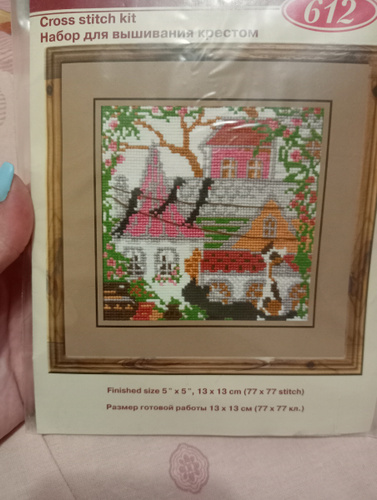 Cross stitch kit
Набор для вышивания крестом
612
Finished size 5" x 5", 13 x 13 cm (77 x 77 stitch)
Размер готовой работы 13 x 13 см (77 x 77 кл.)